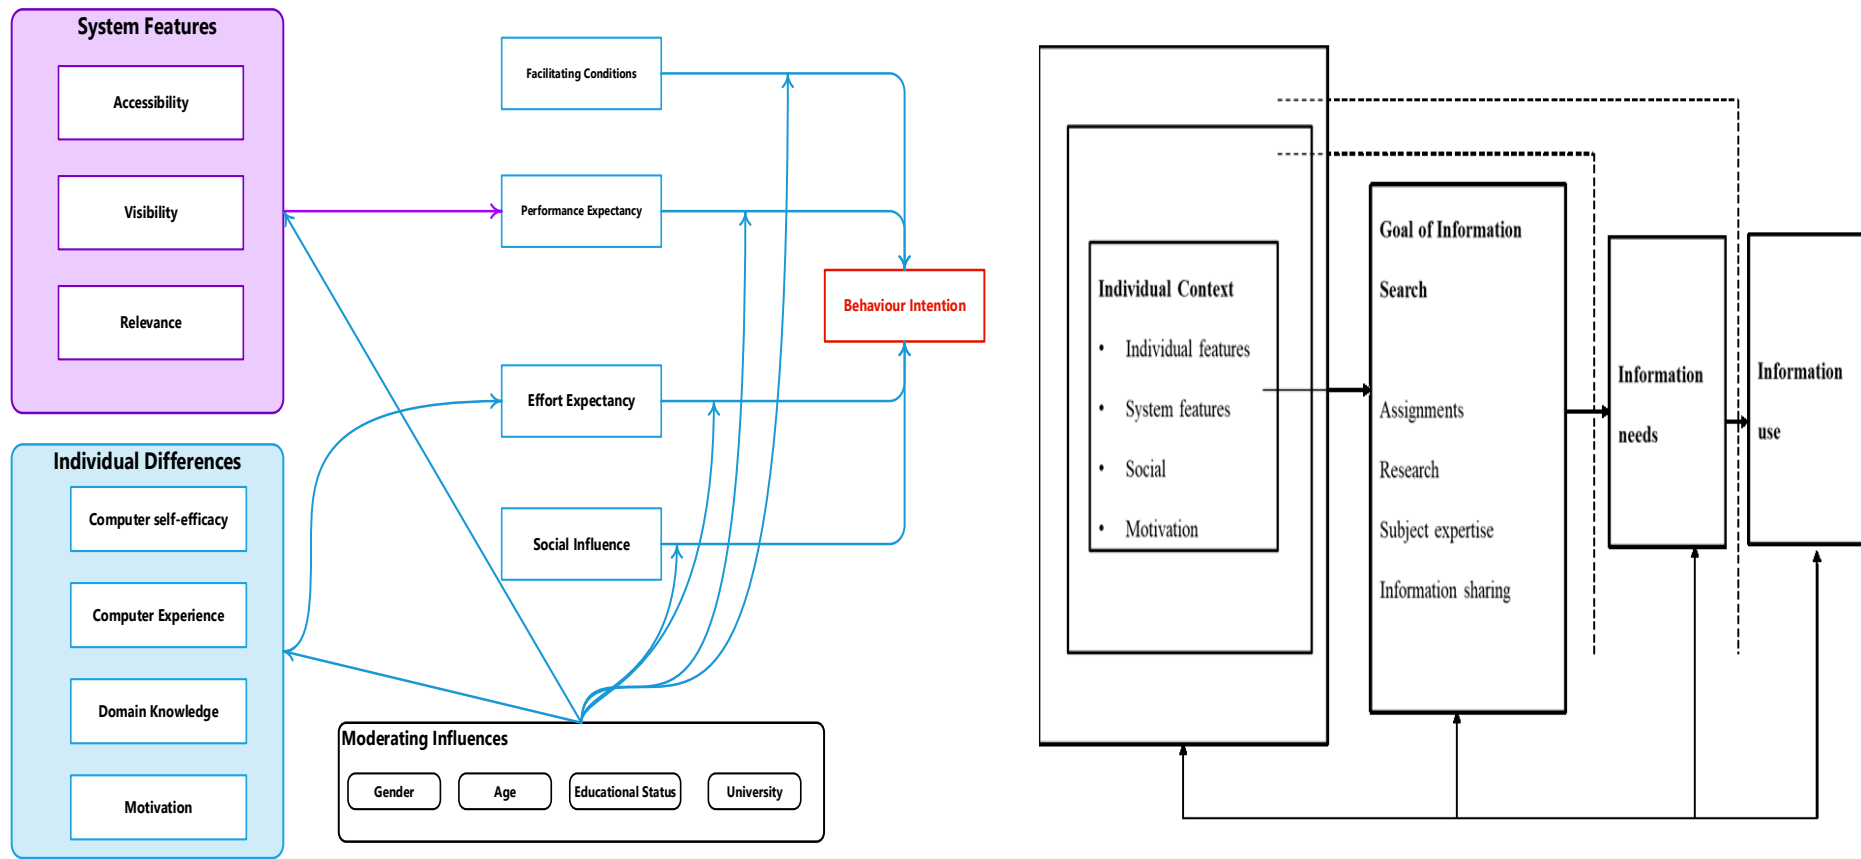 System Features
Accessibility
Visibility
Relevance
Individual Differences
Computer self-efficacy
Computer Experience
Domain Knowledge
Motivation
Facilitating Conditions
Performance Expectancy
Effort Expectancy
Social Influence
Behaviour Intention
Moderating Influences
Gender
Age
Educational Status
University
Individual Context
• Individual features
• System features
• Social
• Motivation
Goal of Information
Search
Assignments
Research
Subject expertise
Information sharing
Information
needs
Information
use